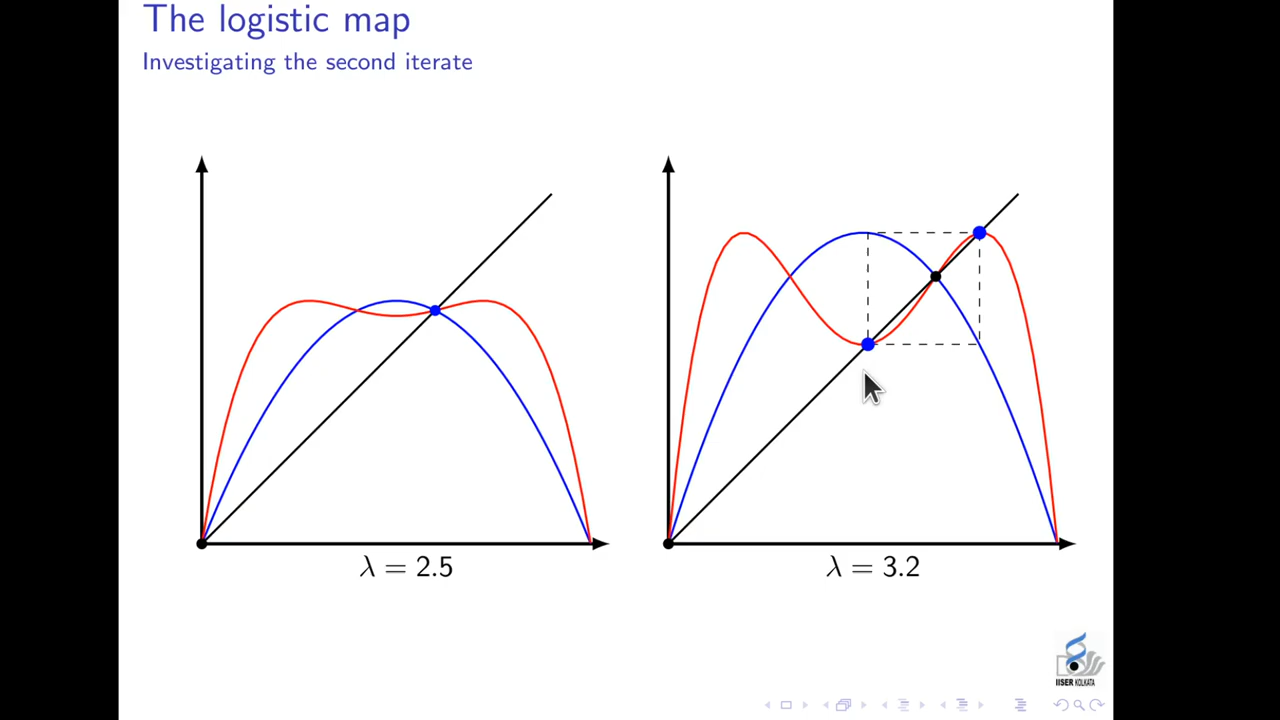 The logistic map
Investigating the second iterate
λ = 2.5
λ = 3.2
IISER KOLKATA